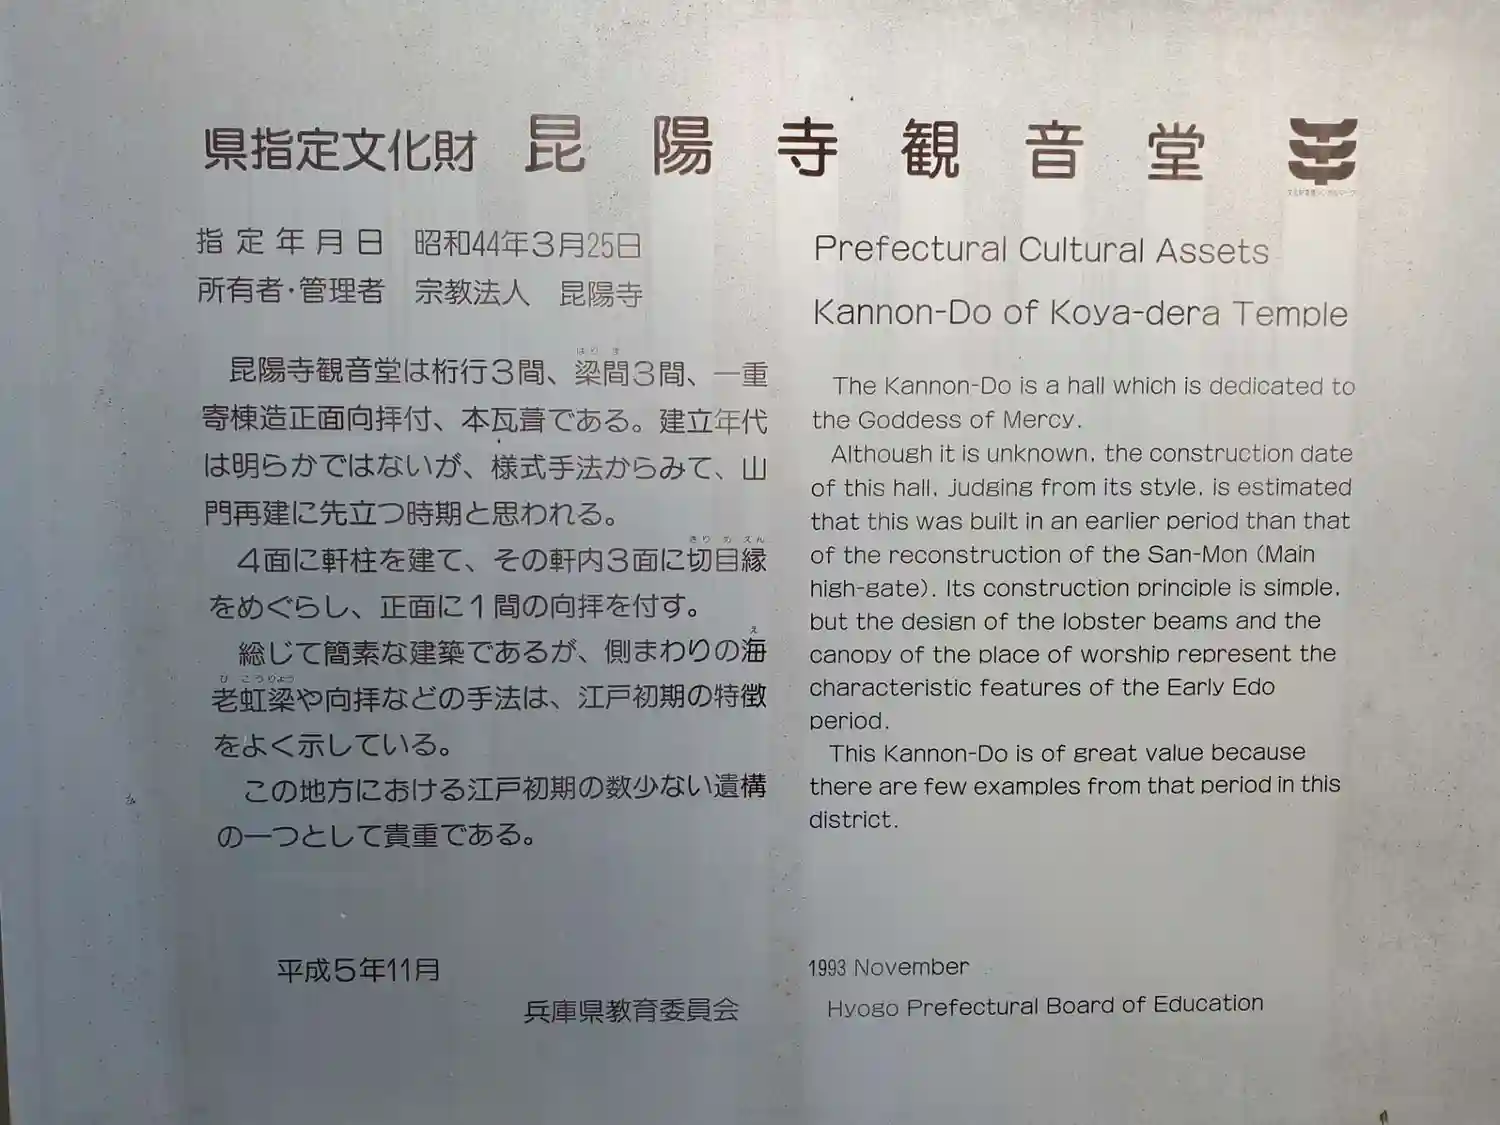 県指定文化財 昆陽寺観音堂
指定年月日 昭和44年3月25日
所有者・管理者 宗教法人 昆陽寺
昆陽寺観音堂は桁行3間、梁間3間、一重
はりま
寄棟造正面向拝付、本瓦葺である。建立年代
は明らかではないが、様式手法からみて、山
門再建に先立つ時期と思われる。
4面に軒柱を建て、その軒内3面に切目縁
きりめえん
をめぐらし、正面に1間の向拝を付す。
総じて簡素な建築であるが、側まわりの海
え
老虹梁や向拝などの手法は、江戸初期の特徴
びこうりょう
をよく示している。
この地方における江戸初期の数少ない遺構
の一つとして貴重である。
平成5年11月
兵庫県教育委員会
Prefectural Cultural Assets
Kannon-Do of Koya-dera Temple
The Kannon-Do is a hall which is dedicated to
the Goddess of Mercy.
Although it is unknown, the construction date
of this hall, judging from its style, is estimated
that this was built in an earlier period than that
of the reconstruction of the San-Mon (Main
high-gate). Its construction principle is simple,
but the design of the lobster beams and the
canopy of the place of worship represent the
characteristic features of the Early Edo
period.
This Kannon-Do is of great value because
there are few examples from that period in this
district.
1993 November
Hyogo Prefectural Board of Education